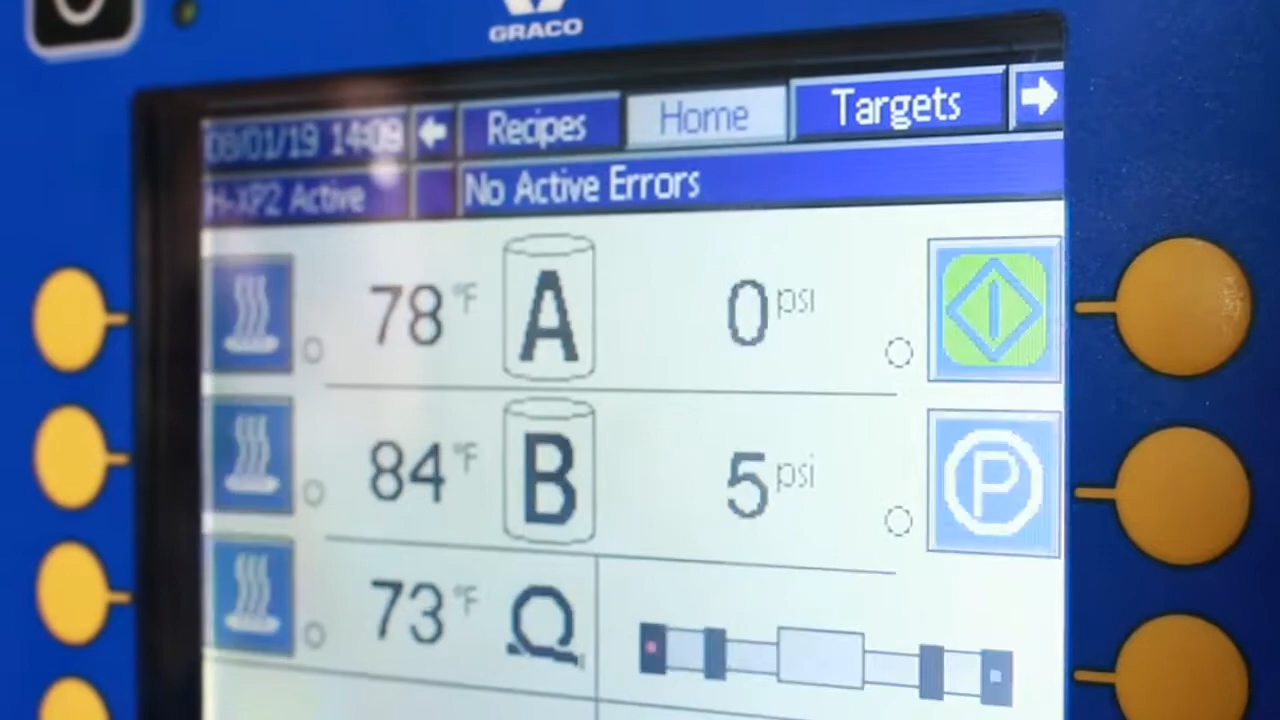 GRACO
08/01/19 14:09 Recipes Home Targets
H-XP2 Active No Active Errors
78 °F A 0 psi
84 °F B 5 psi
P
73 °F